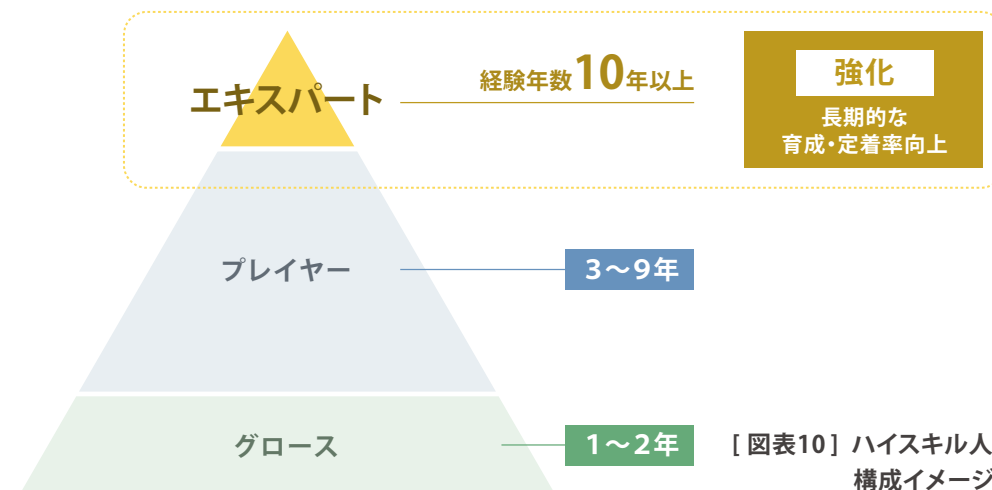 エキスパート
経験年数10年以上
強化
長期的な
育成・定着率向上
プレイヤー
3〜9年
グロース
1〜2年
[ 図表10 ] ハイスキル人
構成イメージ